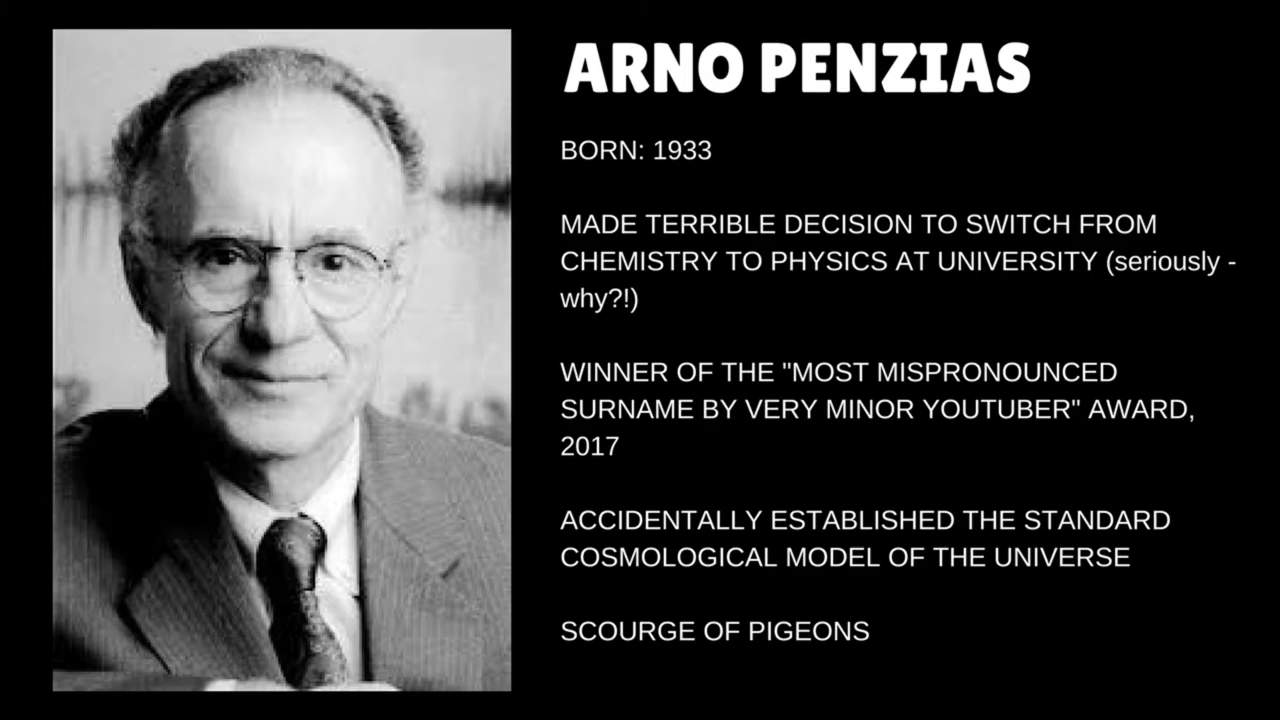 ARNO PENZIAS
BORN: 1933
MADE TERRIBLE DECISION TO SWITCH FROM
CHEMISTRY TO PHYSICS AT UNIVERSITY (seriously -
why?!)
WINNER OF THE "MOST MISPRONOUNCED
SURNAME BY VERY MINOR YOUTUBER" AWARD,
2017
ACCIDENTALLY ESTABLISHED THE STANDARD
COSMOLOGICAL MODEL OF THE UNIVERSE
SCOURGE OF PIGEONS